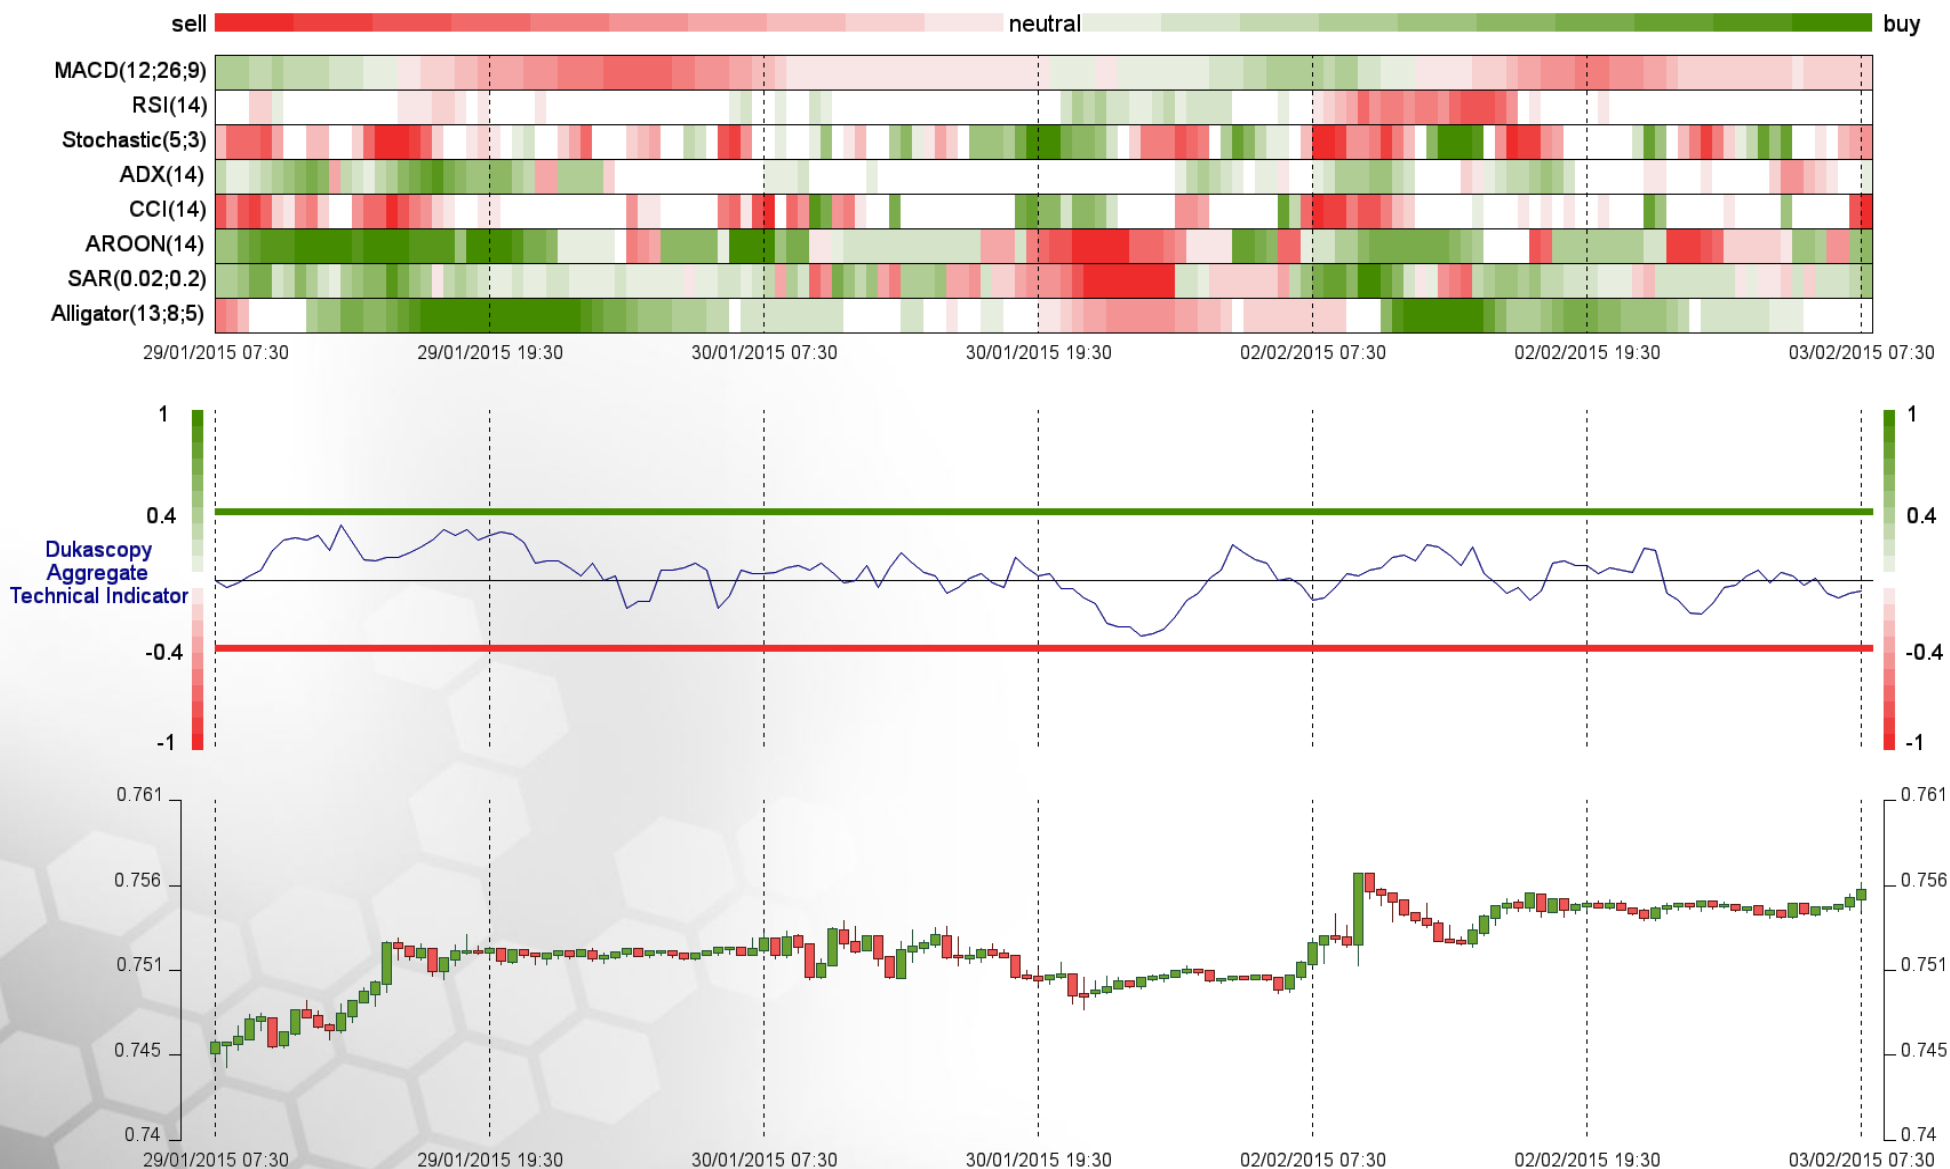 sell neutral buy
MACD(12;26;9)
RSI(14)
Stochastic(5;3)
ADX(14)
CCI(14)
AROON(14)
SAR(0.02;0.2)
Alligator(13;8;5)
29/01/2015 07:30 29/01/2015 19:30 30/01/2015 07:30 30/01/2015 19:30 02/02/2015 07:30 02/02/2015 19:30 03/02/2015 07:30
1 1
0.4 0.4
Dukascopy
Aggregate
Technical Indicator
-0.4 -0.4
-1 -1
0.761 0.761
0.756 0.756
0.751 0.751
0.745 0.745
0.74 0.74
29/01/2015 07:30 29/01/2015 19:30 30/01/2015 07:30 30/01/2015 19:30 02/02/2015 07:30 02/02/2015 19:30 03/02/2015 07:30